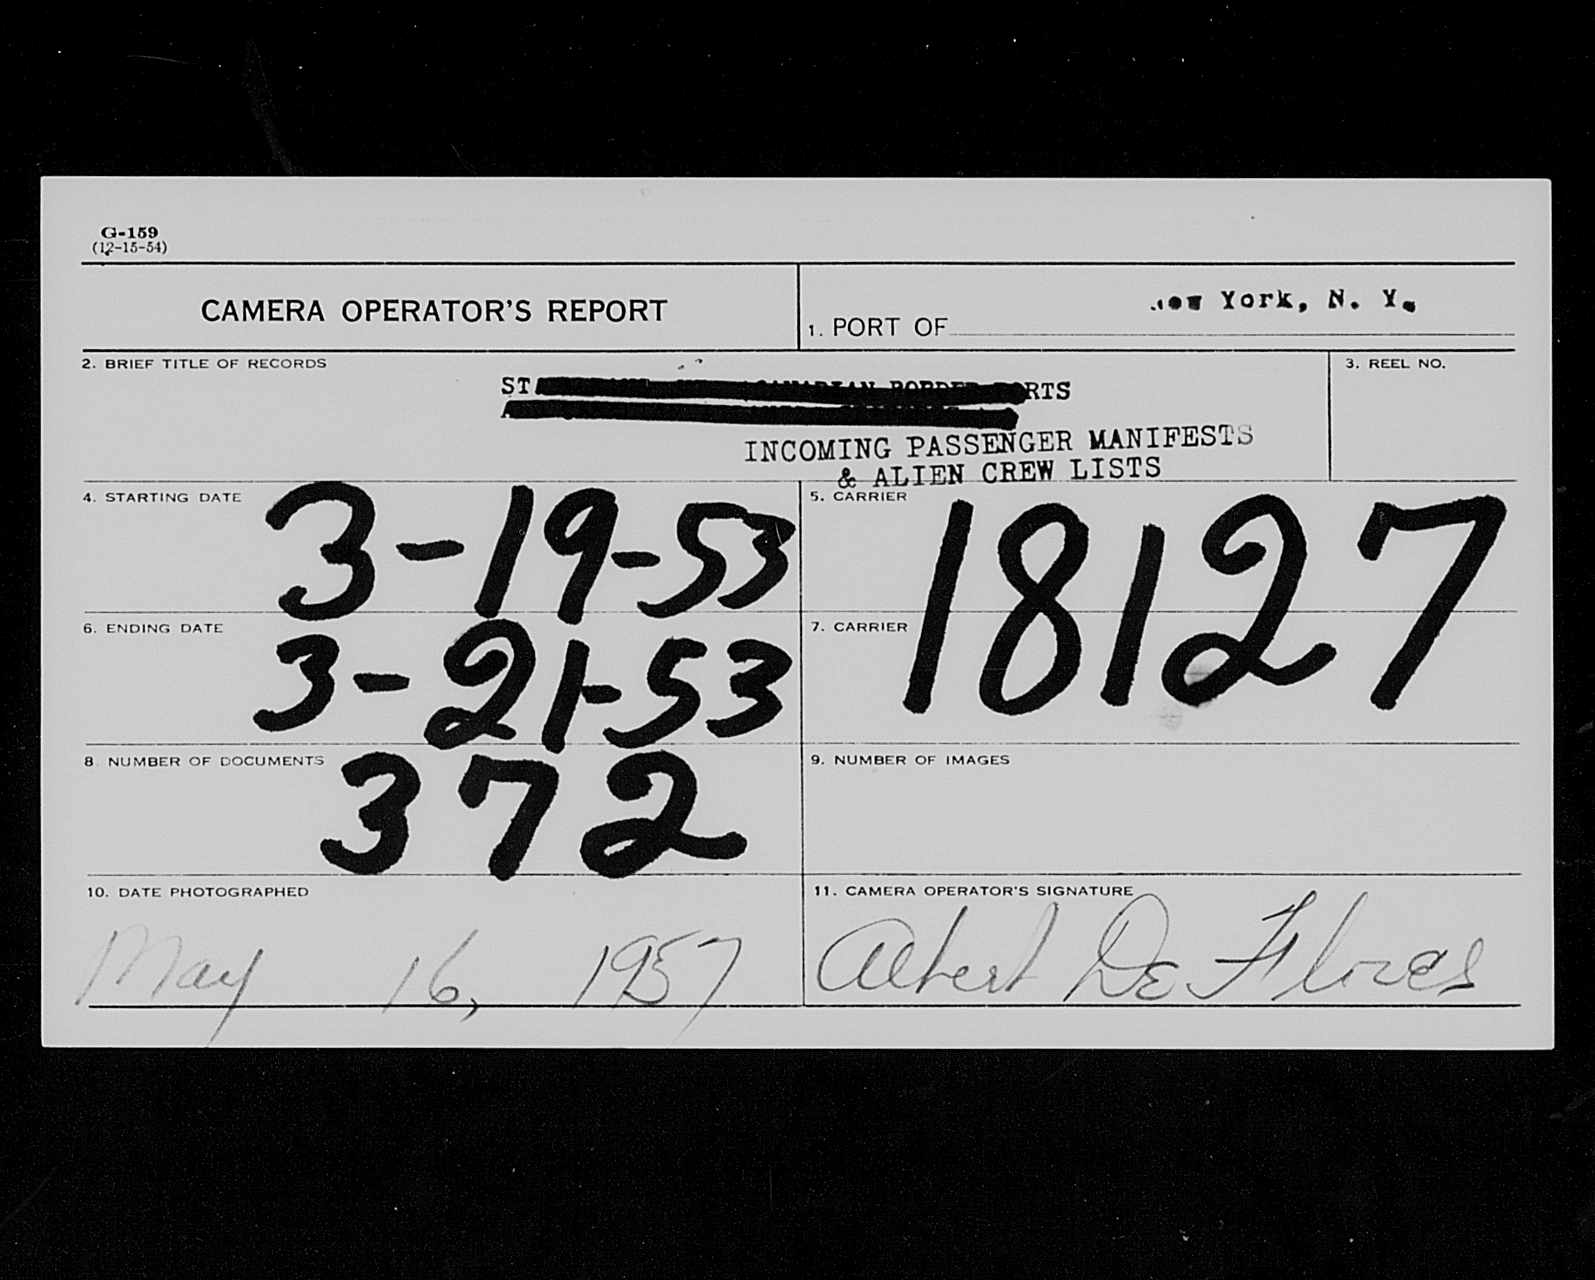 G-159
(12-15-54)
CAMERA OPERATOR'S REPORT
1. PORT OF New York, N. Y.
2. BRIEF TITLE OF RECORDS
3. REEL NO.
INCOMING PASSENGER MANIFESTS
& ALIEN CREW LISTS
4. STARTING DATE 3-19-53
5. CARRIER
18127
6. ENDING DATE 3-21-53
7. CARRIER
8 NUMBER OF DOCUMENTS 372
9. NUMBER OF IMAGES
10. DATE PHOTOGRAPHED
May 16, 1957
11. CAMERA OPERATOR'S SIGNATURE
Albert De Flores